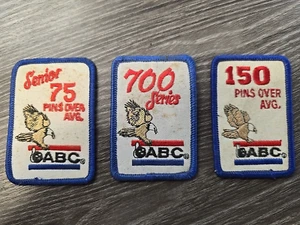 Senior
75
PINS OVER
AVG.
ABC
700
Series
ABC
150
PINS OVER
AVG.
ABC